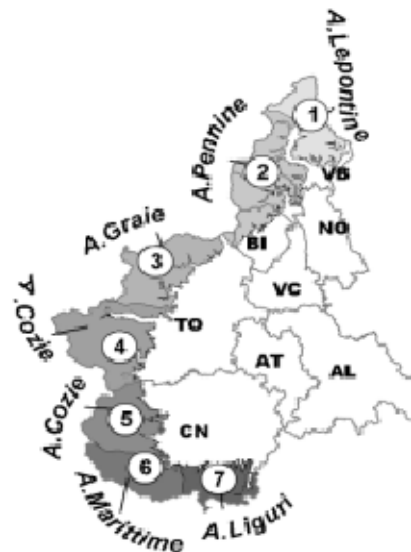 A.Lepontine
1
A.Pennine
2
VB
NO
BI
A.Graie
3
VC
TO
A.Cozie
4
AT
AL
A.Cozie
5
CN
6
7
A.Marittime
A.Liguri